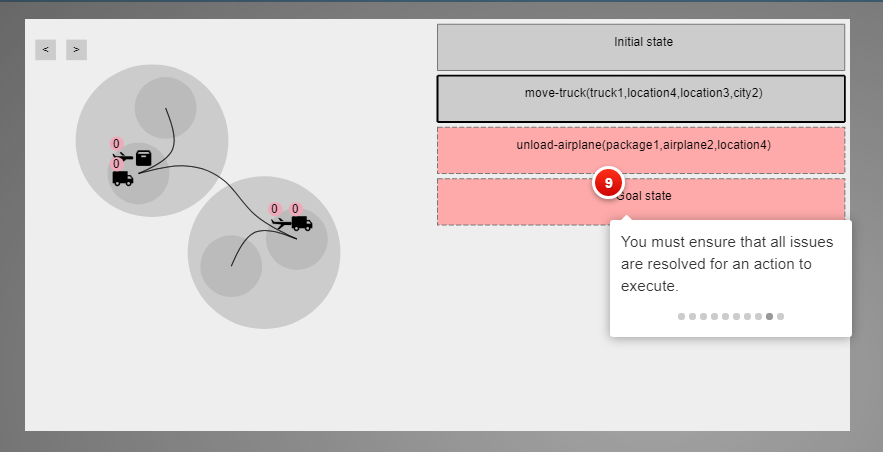 < >
Initial state
move-truck(truck1,location4,location3,city2)
unload-airplane(package1,airplane2,location4)
Goal state
0
0
0 0
9
You must ensure that all issues
are resolved for an action to
execute.